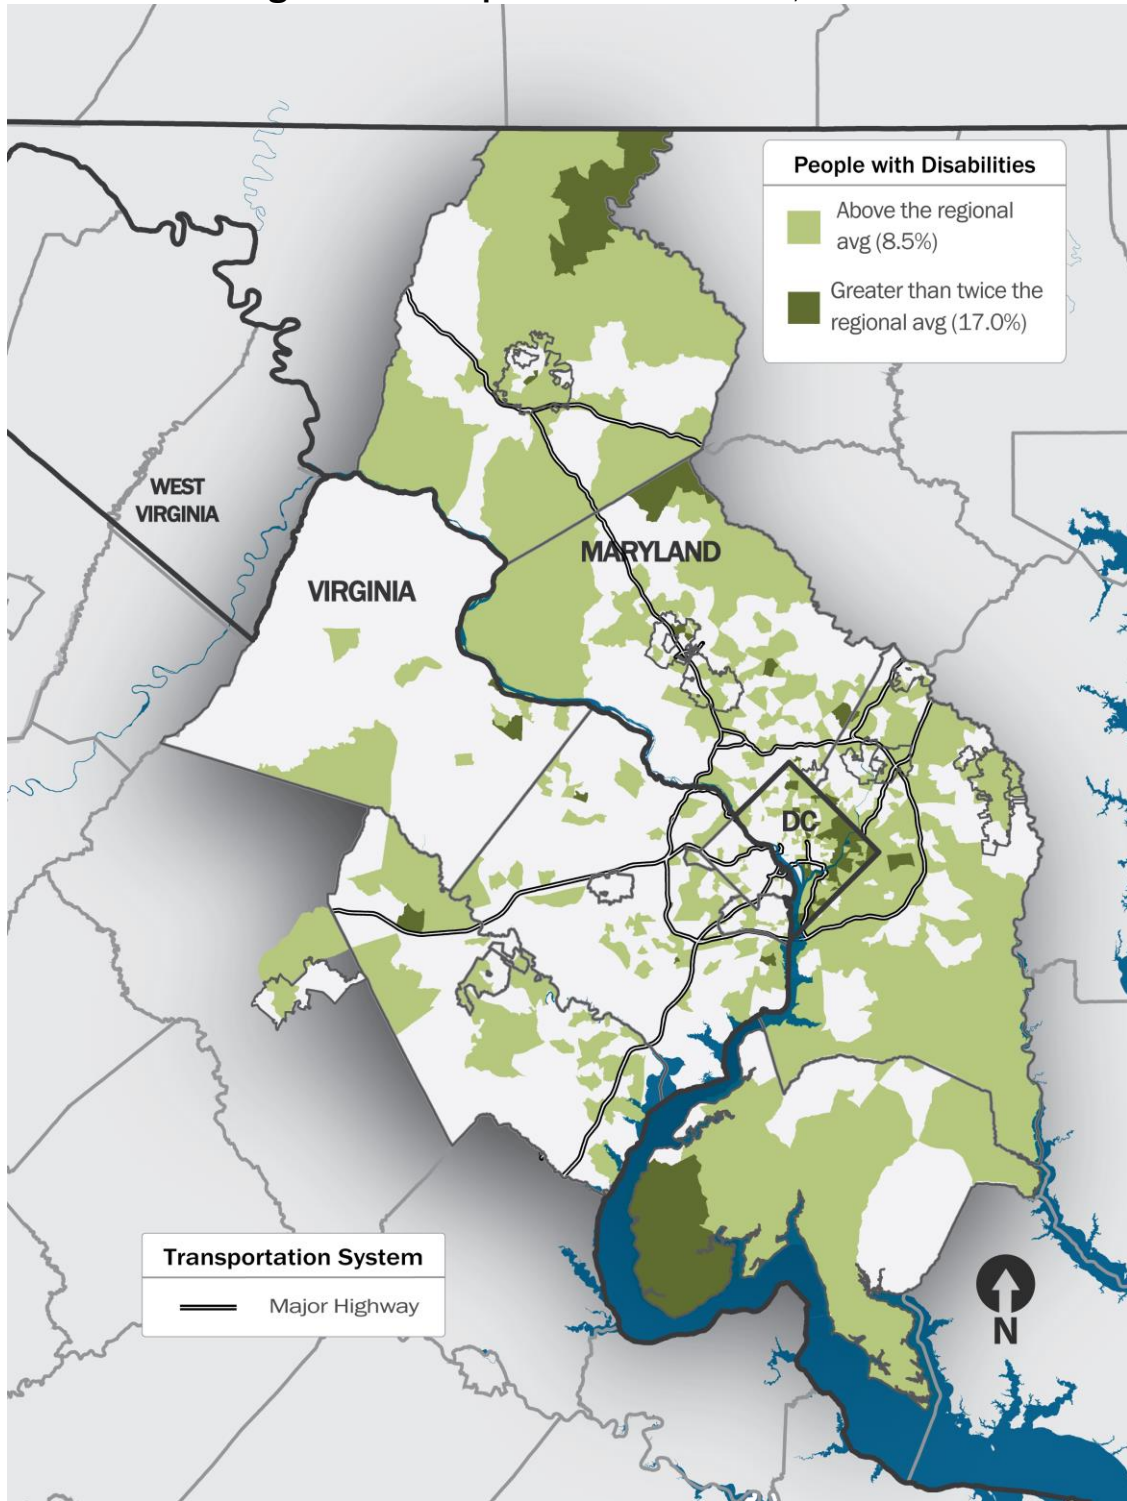 People with Disabilities
Above the regional
avg (8.5%)
Greater than twice the
regional avg (17.0%)
WEST
VIRGINIA
MARYLAND
VIRGINIA
DC
Transportation System
Major Highway
N